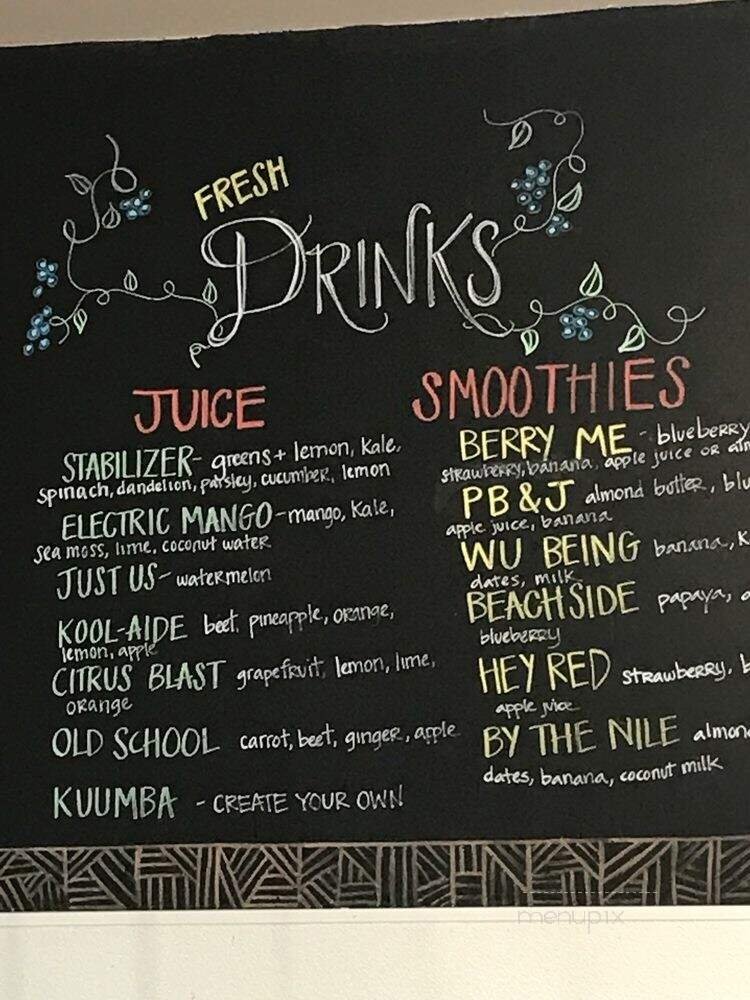 FRESH
DRINKS
JUICE
STABILIZER- greens + lemon, kale,
spinach, dandelion, parsley, cucumber, lemon
ELECTRIC MANGO - mango, kale,
sea moss, lime, coconut water
JUST US - watermelon
KOOL-AIDE beet, pineapple, orange,
lemon, apple
CITRUS BLAST grapefruit, lemon, lime,
orange
OLD SCHOOL carrot, beet, ginger, apple
KUUMBA - CREATE YOUR OWN
SMOOTHIES
BERRY ME - blueberry
strawberry, banana, apple juice or alm
PB&J almond butter, blu
apple juice, banana
WU BEING banana, K
dates, milk
BEACHSIDE papaya,
blueberry
HEY RED strawberry, b
apple juice
BY THE NILE almon
dates, banana, coconut milk
menupix